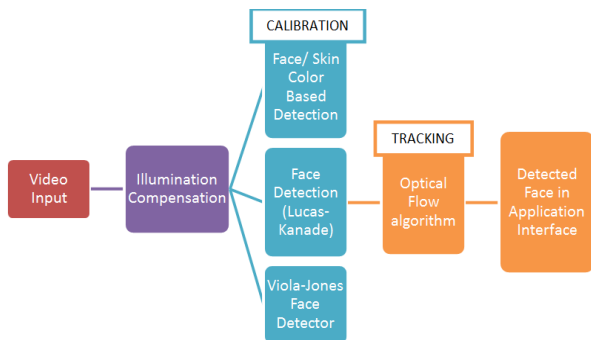 Video
Input
Illumination
Compensation
CALIBRATION
Face/ Skin
Color
Based
Detection
Face
Detection
(Lucas-
Kanade)
Viola-Jones
Face
Detector
TRACKING
Optical
Flow
algorithm
Detected
Face in
Application
Interface